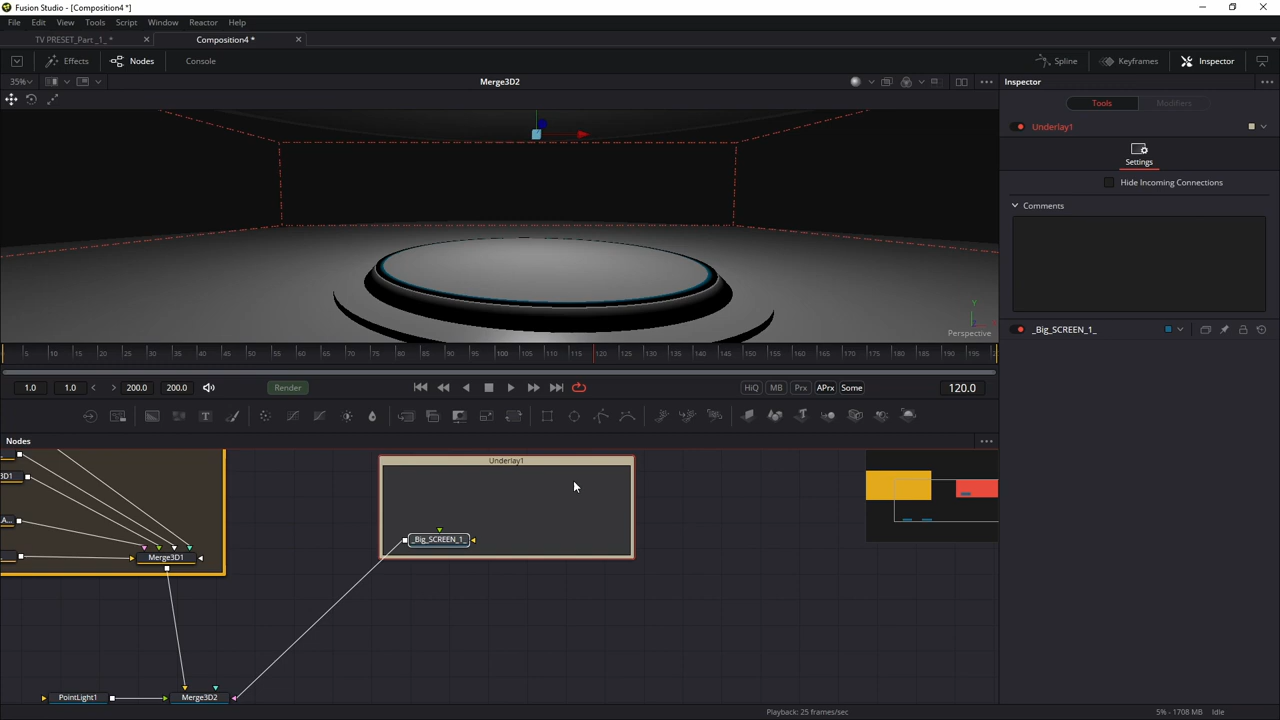 Fusion Studio - [Composition4 *]
File Edit View Tools Script Window Reactor Help
TV PRESET_Part _1_ * Composition4 *
Effects Nodes Console Spline Keyframes Inspector
35% Merge3D2 Inspector
Tools Modifiers
Underlay1
Settings
Hide Incoming Connections
Comments
_Big_SCREEN_1_
Y
Perspective
5 10 15 20 25 30 35 40 45 50 55 60 65 70 75 80 85 90 95 100 105 110 115 120 125 130 135 140 145 150 155 160 165 170 175 180 185 190 195
1.0 1.0 200.0 200.0 Render HiQ MB Prx APrx Some 120.0
Nodes
Underlay1
3D1
A...
_Big_SCREEN_1_
Merge3D1
PointLight1 Merge3D2
Playback: 25 frames/sec 5% - 1708 MB Idle